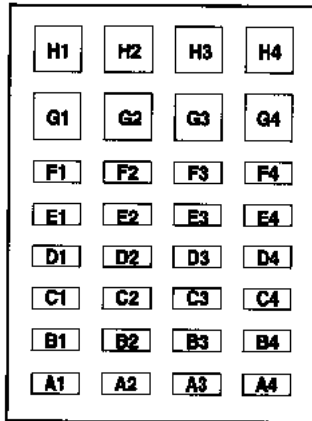 H1 H2 H3 H4
G1 G2 G3 G4
F1 F2 F3 F4
E1 E2 E3 E4
D1 D2 D3 D4
C1 C2 C3 C4
B1 B2 B3 B4
A1 A2 A3 A4